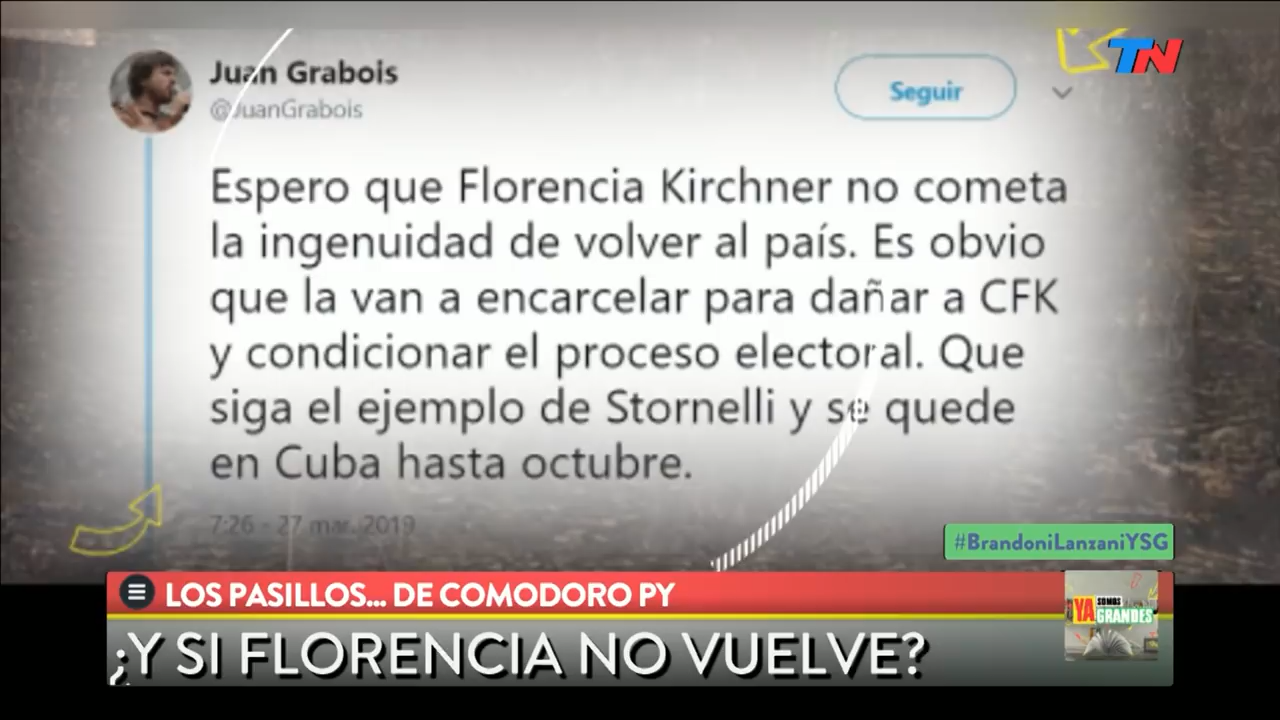 Juan Grabois
@JuanGrabois
Seguir
TN
Espero que Florencia Kirchner no cometa
la ingenuidad de volver al país. Es obvio
que la van a encarcelar para dañar a CFK
y condicionar el proceso electoral. Que
siga el ejemplo de Stornelli y se quede
en Cuba hasta octubre.
7:26 - 27 mar. 2019
#BrandoniLanzaniYSG
LOS PASILLOS... DE COMODORO PY
YA SOMOS GRANDES
¿Y SI FLORENCIA NO VUELVE?